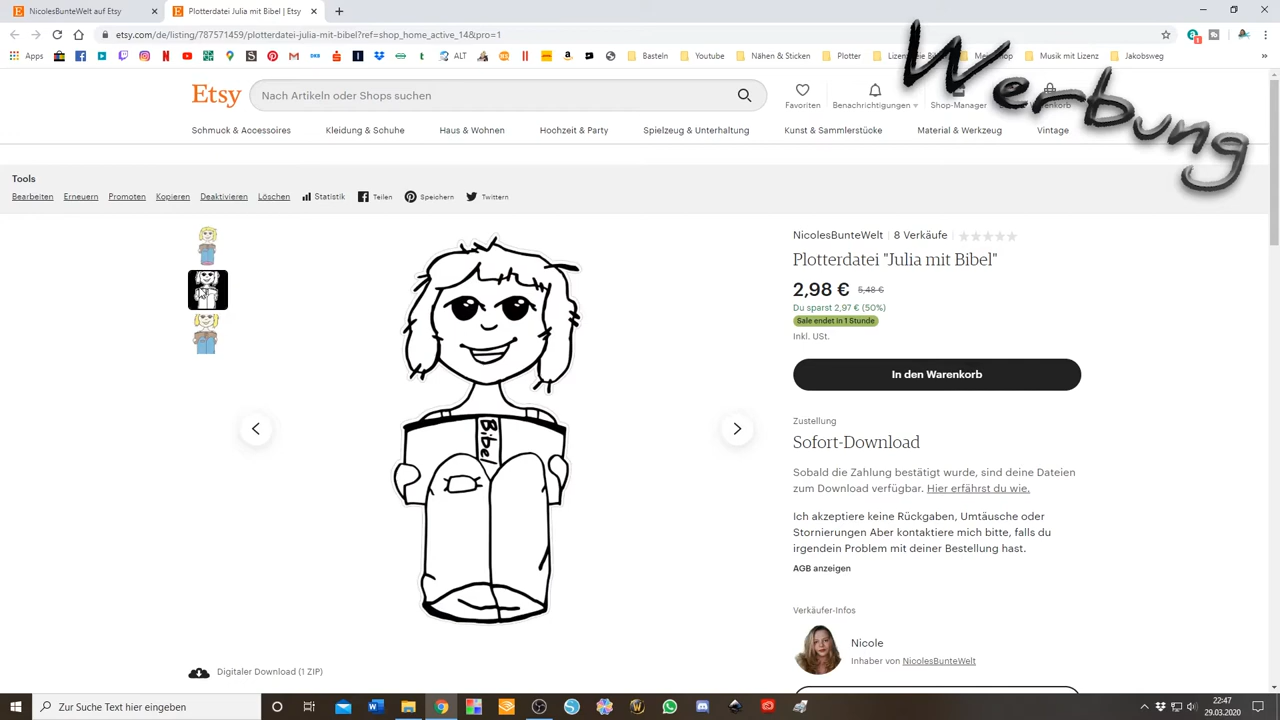 NicolesBunteWelt auf Etsy
Plotterdatei "Julia mit Bibel" | Etsy
etsy.com/de/listing/787321459/plotterdatei-julia-mit-bibel?ref=shop_home_active_14&pro=1
Apps
ALT
Basteln
Youtube
Nähen & Sticken
Plotter
Musik mit Lizenz
Jakobsweg
Werbung
Etsy
Nach Artikeln oder Shops suchen
Favoriten
Benachrichtigungen
Shop-Manager
Warenkorb
Schmuck & Accessoires
Kleidung & Schuhe
Haus & Wohnen
Hochzeit & Party
Spielzeug & Unterhaltung
Kunst & Sammlerstücke
Material & Werkzeug
Vintage
Tools
Bearbeiten
Erneuern
Promoten
Kopieren
Deaktivieren
Löschen
Statistik
Teilen
Speichern
Twittern
NicolesBunteWelt
8 Verkäufe
Plotterdatei "Julia mit Bibel"
2,98 € 5,48 €
Du sparst 2,97 € (50%)
Sale endet in 1 Stunde
Inkl. USt.
In den Warenkorb
Bibel
Zustellung
Sofort-Download
Sobald die Zahlung bestätigt wurde, sind deine Dateien
zum Download verfügbar. Hier erfährst du wie.
Ich akzeptiere keine Rückgaben, Umtäusche oder
Stornierungen Aber kontaktiere mich bitte, falls du
irgendein Problem mit deiner Bestellung hast.
AGB anzeigen
Verkäufer-Infos
Nicole
Inhaber von NicolesBunteWelt
Digitaler Download (1 ZIP)
Zur Suche Text hier eingeben
22:47
29.03.2020